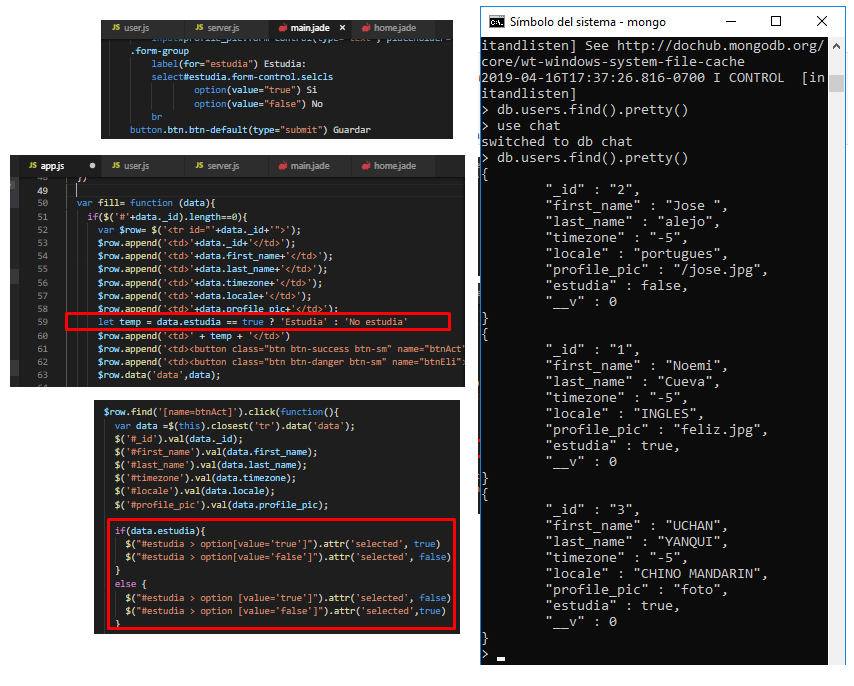 user.js server.js main.jade × home.jade
.form-group
label(for="estudia") Estudia:
select#estudia.form-control.selcls
option(value="true") Si
option(value="false") No
br
button.btn.btn-default(type="submit") Guardar
JS app.js ● JS user.js JS server.js main.jade home.jade
49
50 var fill= function (data){
51 if($('#'+data._id).length==0){
52 var $row= $('<tr id="'+data._id+'">');
53 $row.append('<td>'+data._id+'</td>');
54 $row.append('<td>'+data.first_name+'</td>');
55 $row.append('<td>'+data.last_name+'</td>');
56 $row.append('<td>'+data.timezone+'</td>');
57 $row.append('<td>'+data.locale+'</td>');
58 $row.append('<td>'+data.profile_pic+'</td>');
59 let temp = data.estudia == true ? 'Estudia' : 'No estudia'
60 $row.append('<td>' + temp + '</td>')
61 $row.append('<td><button class="btn btn-success btn-sm" name="btnAct"
62 $row.append('<td><button class="btn btn-danger btn-sm" name="btnEli">
63 $row.data('data',data);
$row.find('[name=btnAct]').click(function(){
var data =$(this).closest('tr').data('data');
$('#_id').val(data._id);
$('#first_name').val(data.first_name);
$('#last_name').val(data.last_name);
$('#timezone').val(data.timezone);
$('#locale').val(data.locale);
$('#profile_pic').val(data.profile_pic);
if(data.estudia){
$("#estudia > option[value='true']").attr('selected', true)
$("#estudia > option[value='false']").attr('selected', false)
}
else {
$("#estudia > option [value='true']").attr('selected', false)
$("#estudia > option [value='false']").attr('selected',true)
}
Símbolo del sistema - mongo
itandlisten] See http://dochub.mongodb.org/
core/wt-windows-system-file-cache
2019-04-16T17:37:26.816-0700 I CONTROL [in
itandlisten]
> db.users.find().pretty()
> use chat
switched to db chat
> db.users.find().pretty()
{
"_id" : "2",
"first_name" : "Jose ",
"last_name" : "alejo",
"timezone" : "-5",
"locale" : "portugues",
"profile_pic" : "/jose.jpg",
"estudia" : false,
"__v" : 0
}
{
"_id" : "1",
"first_name" : "Noemi",
"last_name" : "Cueva",
"timezone" : "-5",
"locale" : "INGLES",
"profile_pic" : "feliz.jpg",
"estudia" : true,
"__v" : 0
}
{
"_id" : "3",
"first_name" : "UCHAN",
"last_name" : "YANQUI",
"timezone" : "-5",
"locale" : "CHINO MANDARIN",
"profile_pic" : "foto",
"estudia" : true,
"__v" : 0
}
>